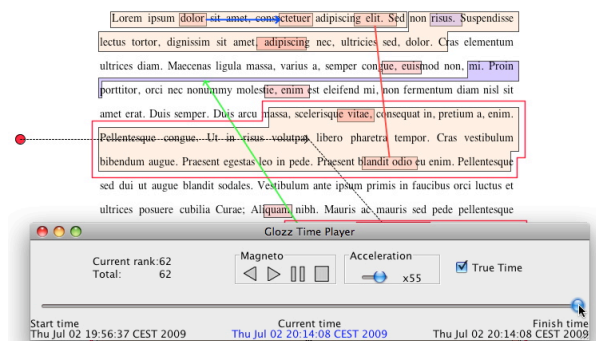 Lorem ipsum dolor sit amet, consectetuer adipiscing elit. Sed non risus. Suspendisse
lectus tortor, dignissim sit amet, adipiscing nec, ultricies sed, dolor. Cras elementum
ultrices diam. Maecenas ligula massa, varius a, semper congue, euismod non, mi. Proin
porttitor, orci nec nonummy molestie, enim est eleifend mi, non fermentum diam nisl sit
amet erat. Duis semper. Duis arcu massa, scelerisque vitae, consequat in, pretium a, enim.
Pellentesque congue. Ut in risus volutpat libero pharetra tempor. Cras vestibulum
bibendum augue. Praesent egestas leo in pede. Praesent blandit odio eu enim. Pellentesque
sed dui ut augue blandit sodales. Vestibulum ante ipsum primis in faucibus orci luctus et
ultrices posuere cubilia Curae; Aliquam nibh. Mauris ac mauris sed pede pellentesque
Glozz Time Player
Current rank:62
Total: 62
Magneto
Acceleration
x55
True Time
Start time
Current time
Finish time
Thu Jul 02 19:56:37 CEST 2009
Thu Jul 02 20:14:08 CEST 2009
Thu Jul 02 20:14:08 CEST 2009